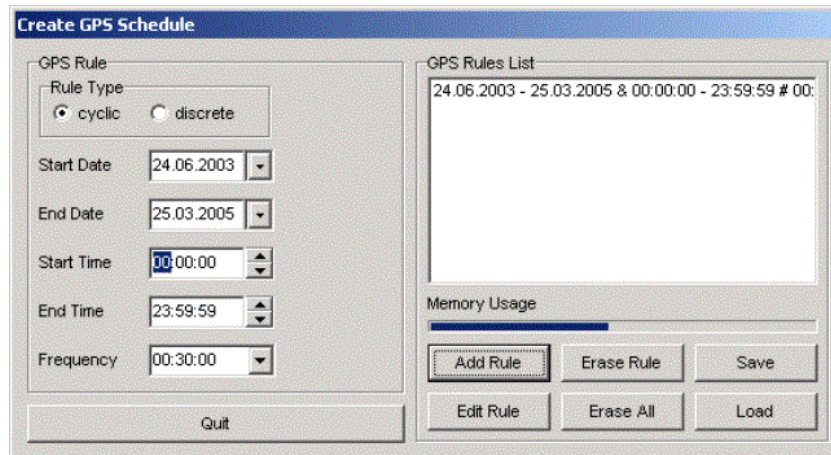 Create GPS Schedule
GPS Rule
Rule Type
cyclic discrete
Start Date 24.06.2003
End Date 25.03.2005
Start Time 00:00:00
End Time 23:59:59
Frequency 00:30:00
Quit
GPS Rules List
24.06.2003 - 25.03.2005 & 00:00:00 - 23:59:59 # 00:
Memory Usage
Add Rule Erase Rule Save
Edit Rule Erase All Load